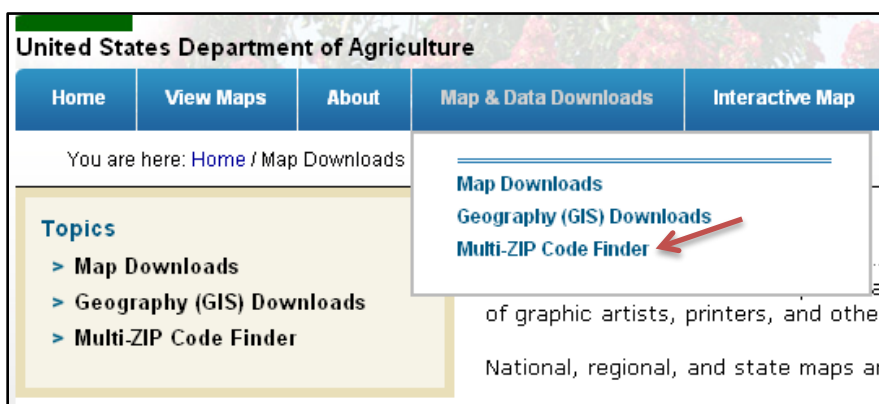 United States Department of Agriculture
Home View Maps About Map & Data Downloads Interactive Map
You are here: Home / Map Downloads
Map Downloads
Geography (GIS) Downloads
Multi-ZIP Code Finder
Topics
> Map Downloads
> Geography (GIS) Downloads
> Multi-ZIP Code Finder
of graphic artists, printers, and othe
National, regional, and state maps a